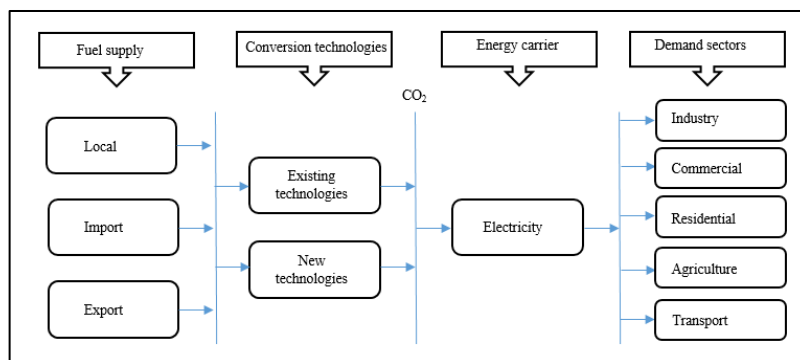 Fuel supply
Conversion technologies
Energy carrier
Demand sectors
CO₂
Local
Import
Export
Existing
technologies
New
technologies
Electricity
Industry
Commercial
Residential
Agriculture
Transport